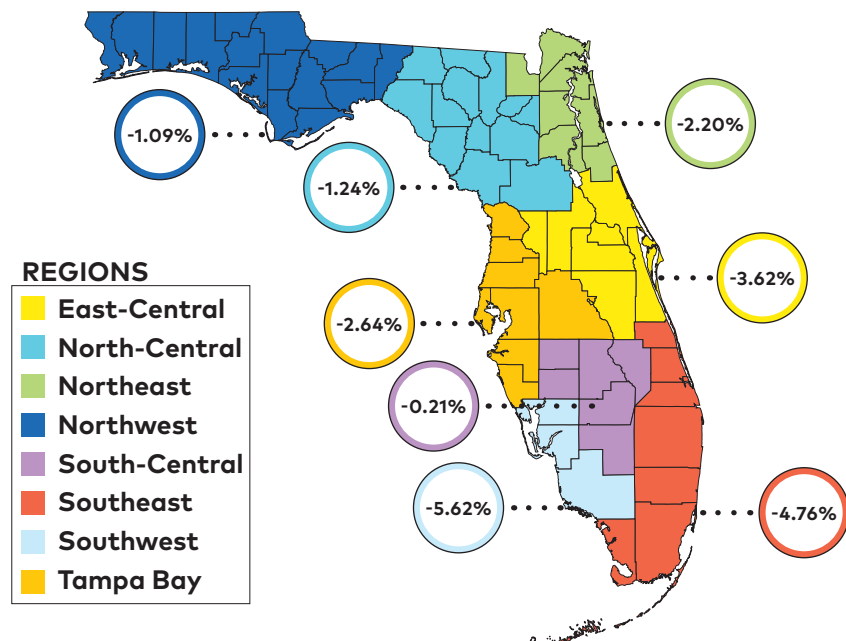 -1.09%
-2.20%
-1.24%
-3.62%
REGIONS
East-Central
North-Central
Northeast
Northwest
South-Central
Southeast
Southwest
Tampa Bay
-2.64%
-0.21%
-5.62%
-4.76%